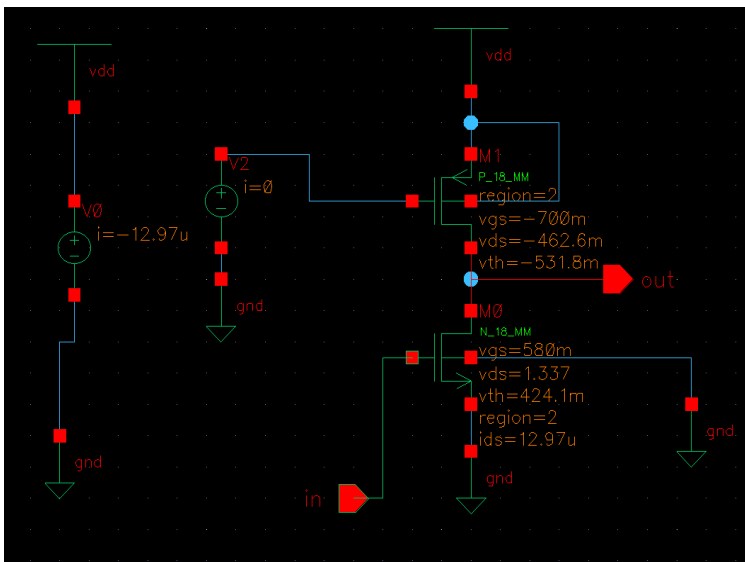 vdd
V0
i=-12.97u
gnd
V2
i=0
gnd
vdd
M1
P_18_MM
region=2
vgs=-700m
vds=-462.6m
vth=-531.8m
out
M0
N_18_MM
vgs=580m
vds=1.337
vth=424.1m
region=2
ids=12.97u
gnd
gnd
in